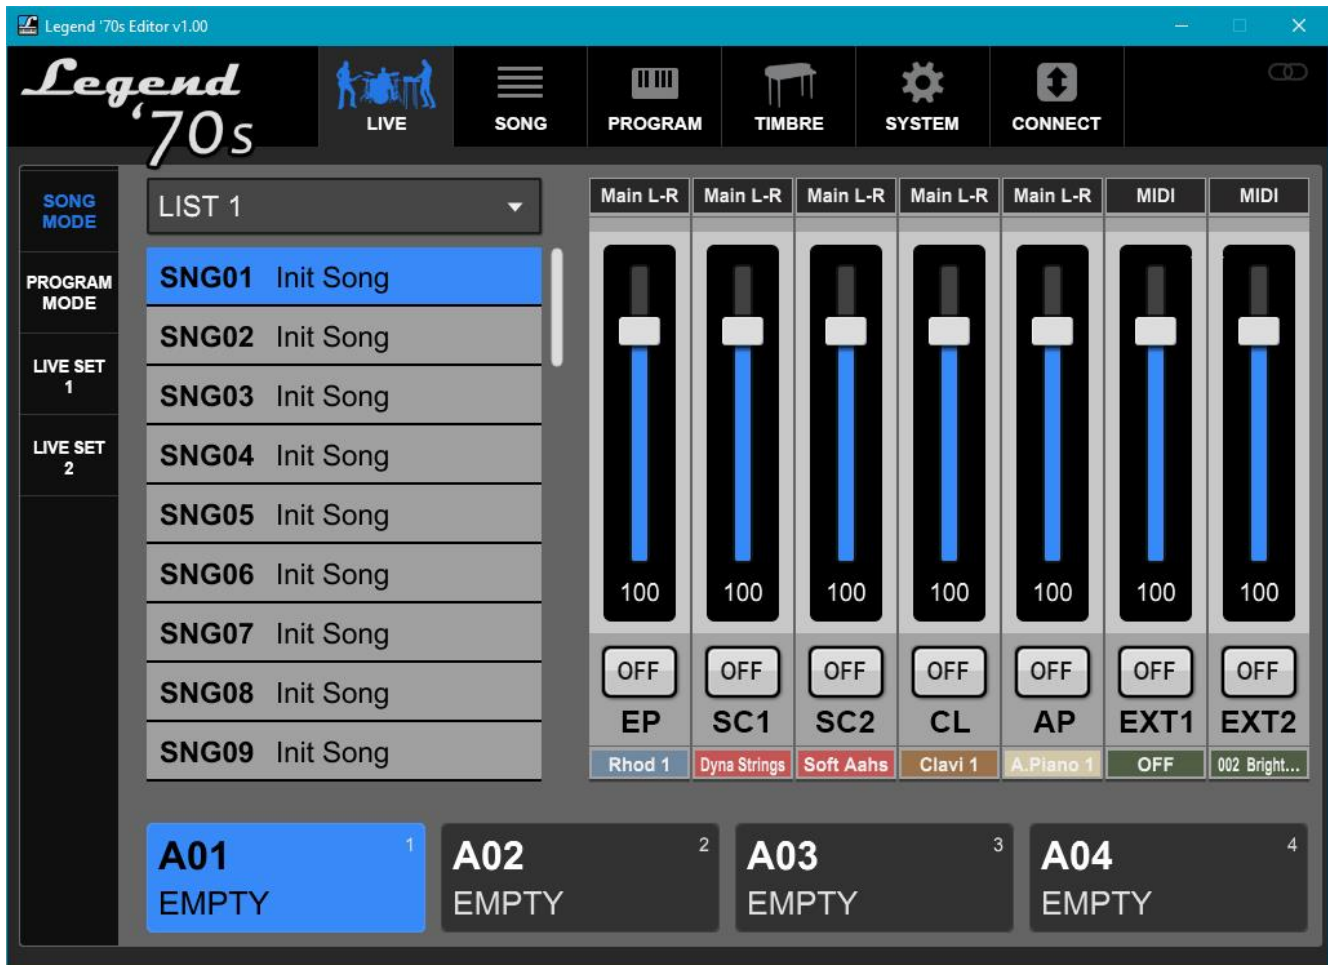 Legend '70s Editor v1.00
Legend
'70s
LIVE
SONG
PROGRAM
TIMBRE
SYSTEM
CONNECT
SONG
MODE
PROGRAM
MODE
LIVE SET
1
LIVE SET
2
LIST 1
SNG01 Init Song
SNG02 Init Song
SNG03 Init Song
SNG04 Init Song
SNG05 Init Song
SNG06 Init Song
SNG07 Init Song
SNG08 Init Song
SNG09 Init Song
Main L-R Main L-R Main L-R Main L-R Main L-R MIDI MIDI
100 100 100 100 100 100 100
OFF OFF OFF OFF OFF OFF OFF
EP SC1 SC2 CL AP EXT1 EXT2
Rhod 1 Dyna Strings Soft Aahs Clavi 1 A.Piano 1 OFF 002 Bright...
A01 1
EMPTY
A02 2
EMPTY
A03 3
EMPTY
A04 4
EMPTY